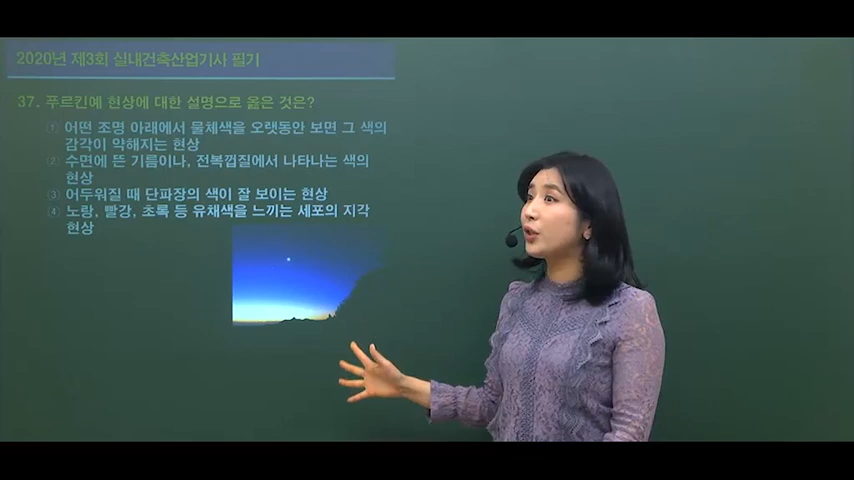 2020년 제3회 실내건축산업기사 필기
37. 푸르킨예 현상에 대한 설명으로 옳은 것은?
① 어떤 조명 아래에서 물체색을 오랫동안 보면 그 색의
감각이 약해지는 현상
② 수면에 뜬 기름이나, 전복껍질에서 나타나는 색의
현상
③ 어두워질 때 단파장의 색이 잘 보이는 현상
④ 노랑, 빨강, 초록 등 유채색을 느끼는 세포의 지각
현상